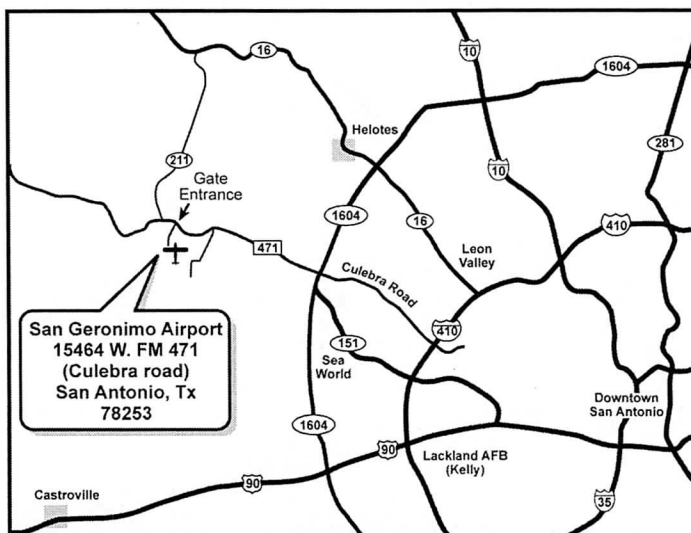 16
10
1604
Helotes
281
211
10
Gate
Entrance
1604
16
410
471
Leon
Valley
Culebra Road
San Geronimo Airport
15464 W. FM 471
(Culebra road)
San Antonio, Tx
78253
410
151
Sea
World
Downtown
San Antonio
1604
90
Lackland AFB
(Kelly)
90
Castroville
35